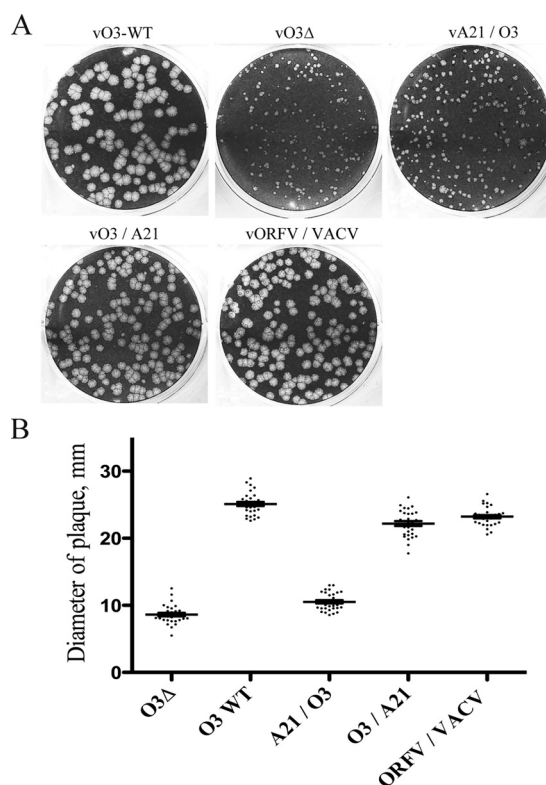 A
vO3-WT
vO3Δ
vA21 / O3
vO3 / A21
vORFV / VACV
B
Diameter of plaque, mm
30
20
10
0
O3Δ
O3 WT
A21 / O3
O3 / A21
ORFV / VACV